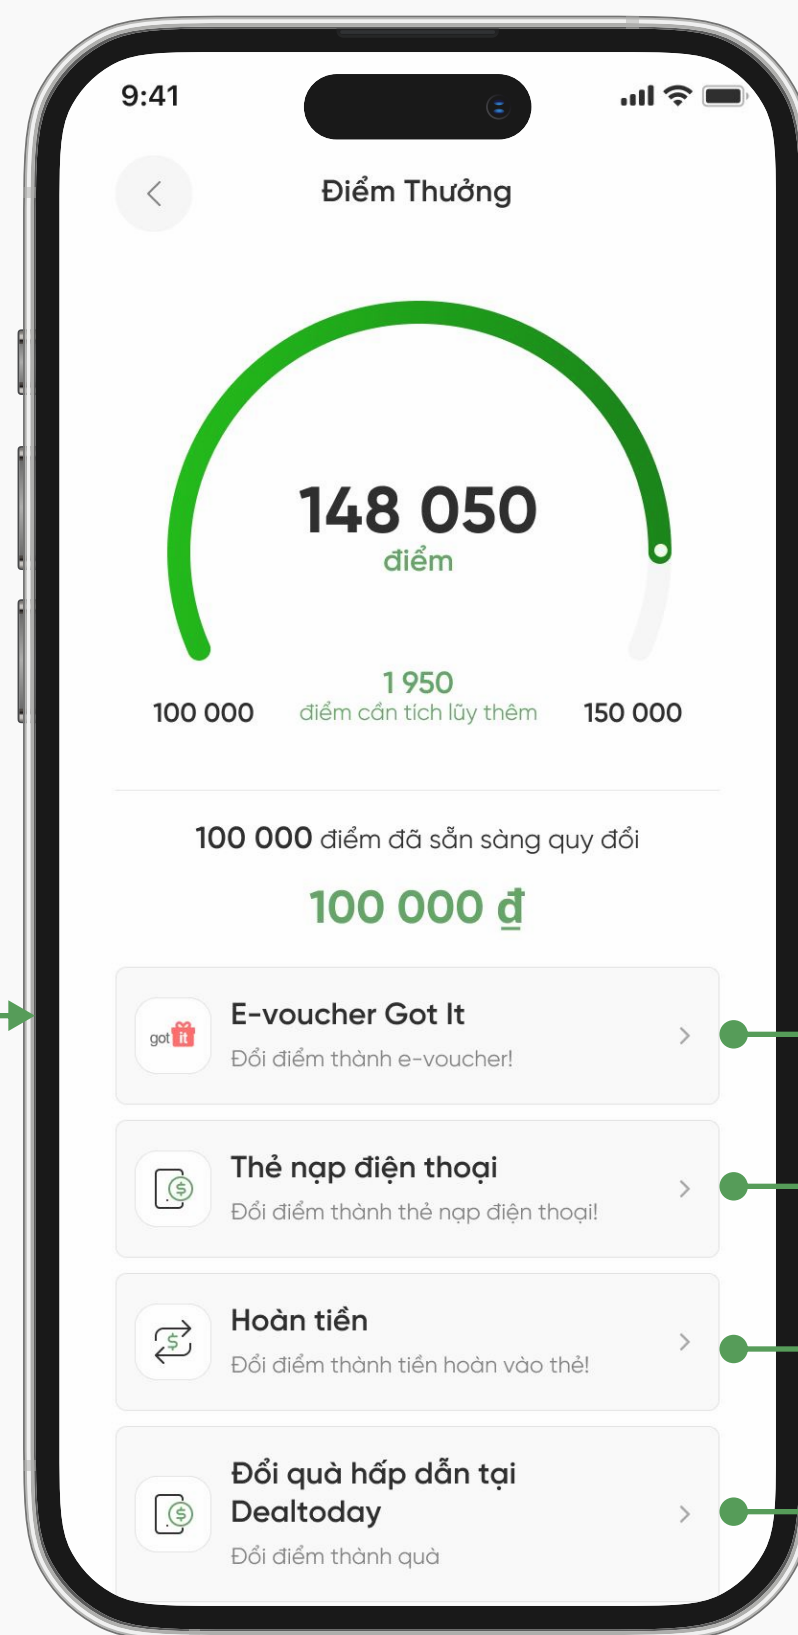 9:41
Điểm Thưởng
148 050
điểm
1 950
100 000
điểm cần tích lũy thêm
150 000
100 000 điểm đã sẵn sàng quy đổi
100 000 ₫
got it
E-voucher Got It
Đổi điểm thành e-voucher!
Thẻ nạp điện thoại
Đổi điểm thành thẻ nạp điện thoại!
Hoàn tiền
Đổi điểm thành tiền hoàn vào thẻ!
Đổi quà hấp dẫn tại
Dealtoday
Đổi điểm thành quà